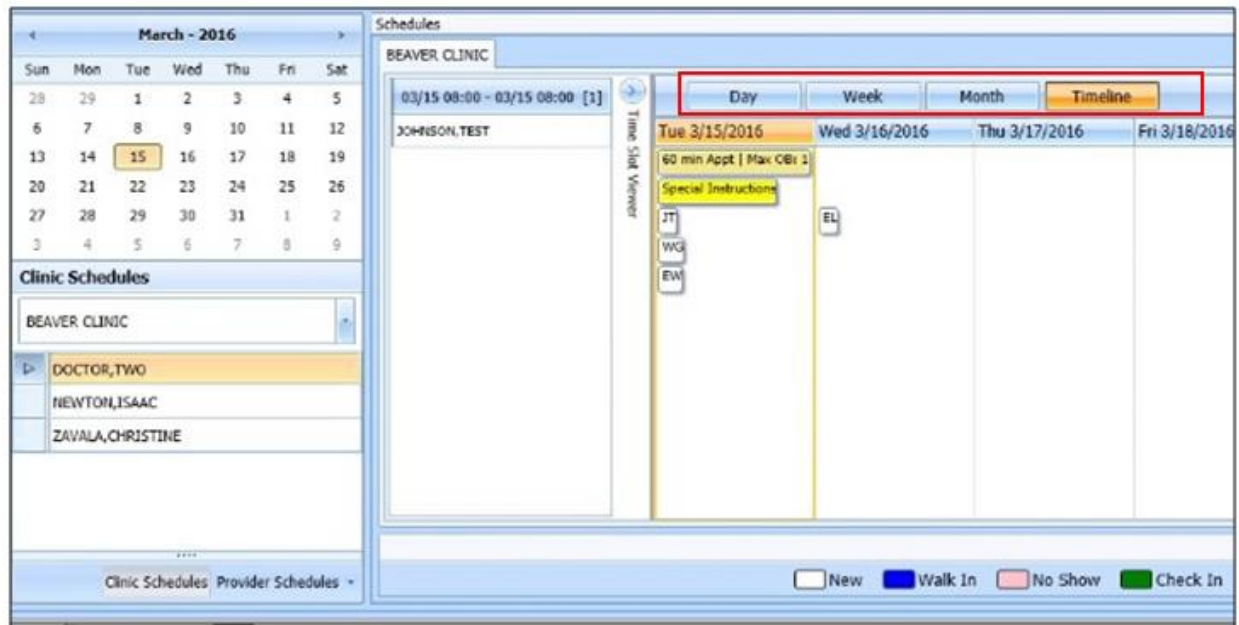 March - 2016
Sun Mon Tue Wed Thu Fri Sat
28 29 1 2 3 4 5
6 7 8 9 10 11 12
13 14 15 16 17 18 19
20 21 22 23 24 25 26
27 28 29 30 31 1 2
3 4 5 6 7 8 9
Clinic Schedules
BEAVER CLINIC
DOCTOR,TWO
NEWTON,ISAAC
ZAVALA,CHRISTINE
Clinic Schedules Provider Schedules
Schedules
BEAVER CLINIC
03/15 08:00 - 03/15 08:00 [1]
JOHNSON,TEST
Time Slot Viewer
Day Week Month Timeline
Tue 3/15/2016 Wed 3/16/2016 Thu 3/17/2016 Fri 3/18/2016
60 min Appt | Max OB: 1
Special Instructions
JT EL
WG
EW
New Walk In No Show Check In